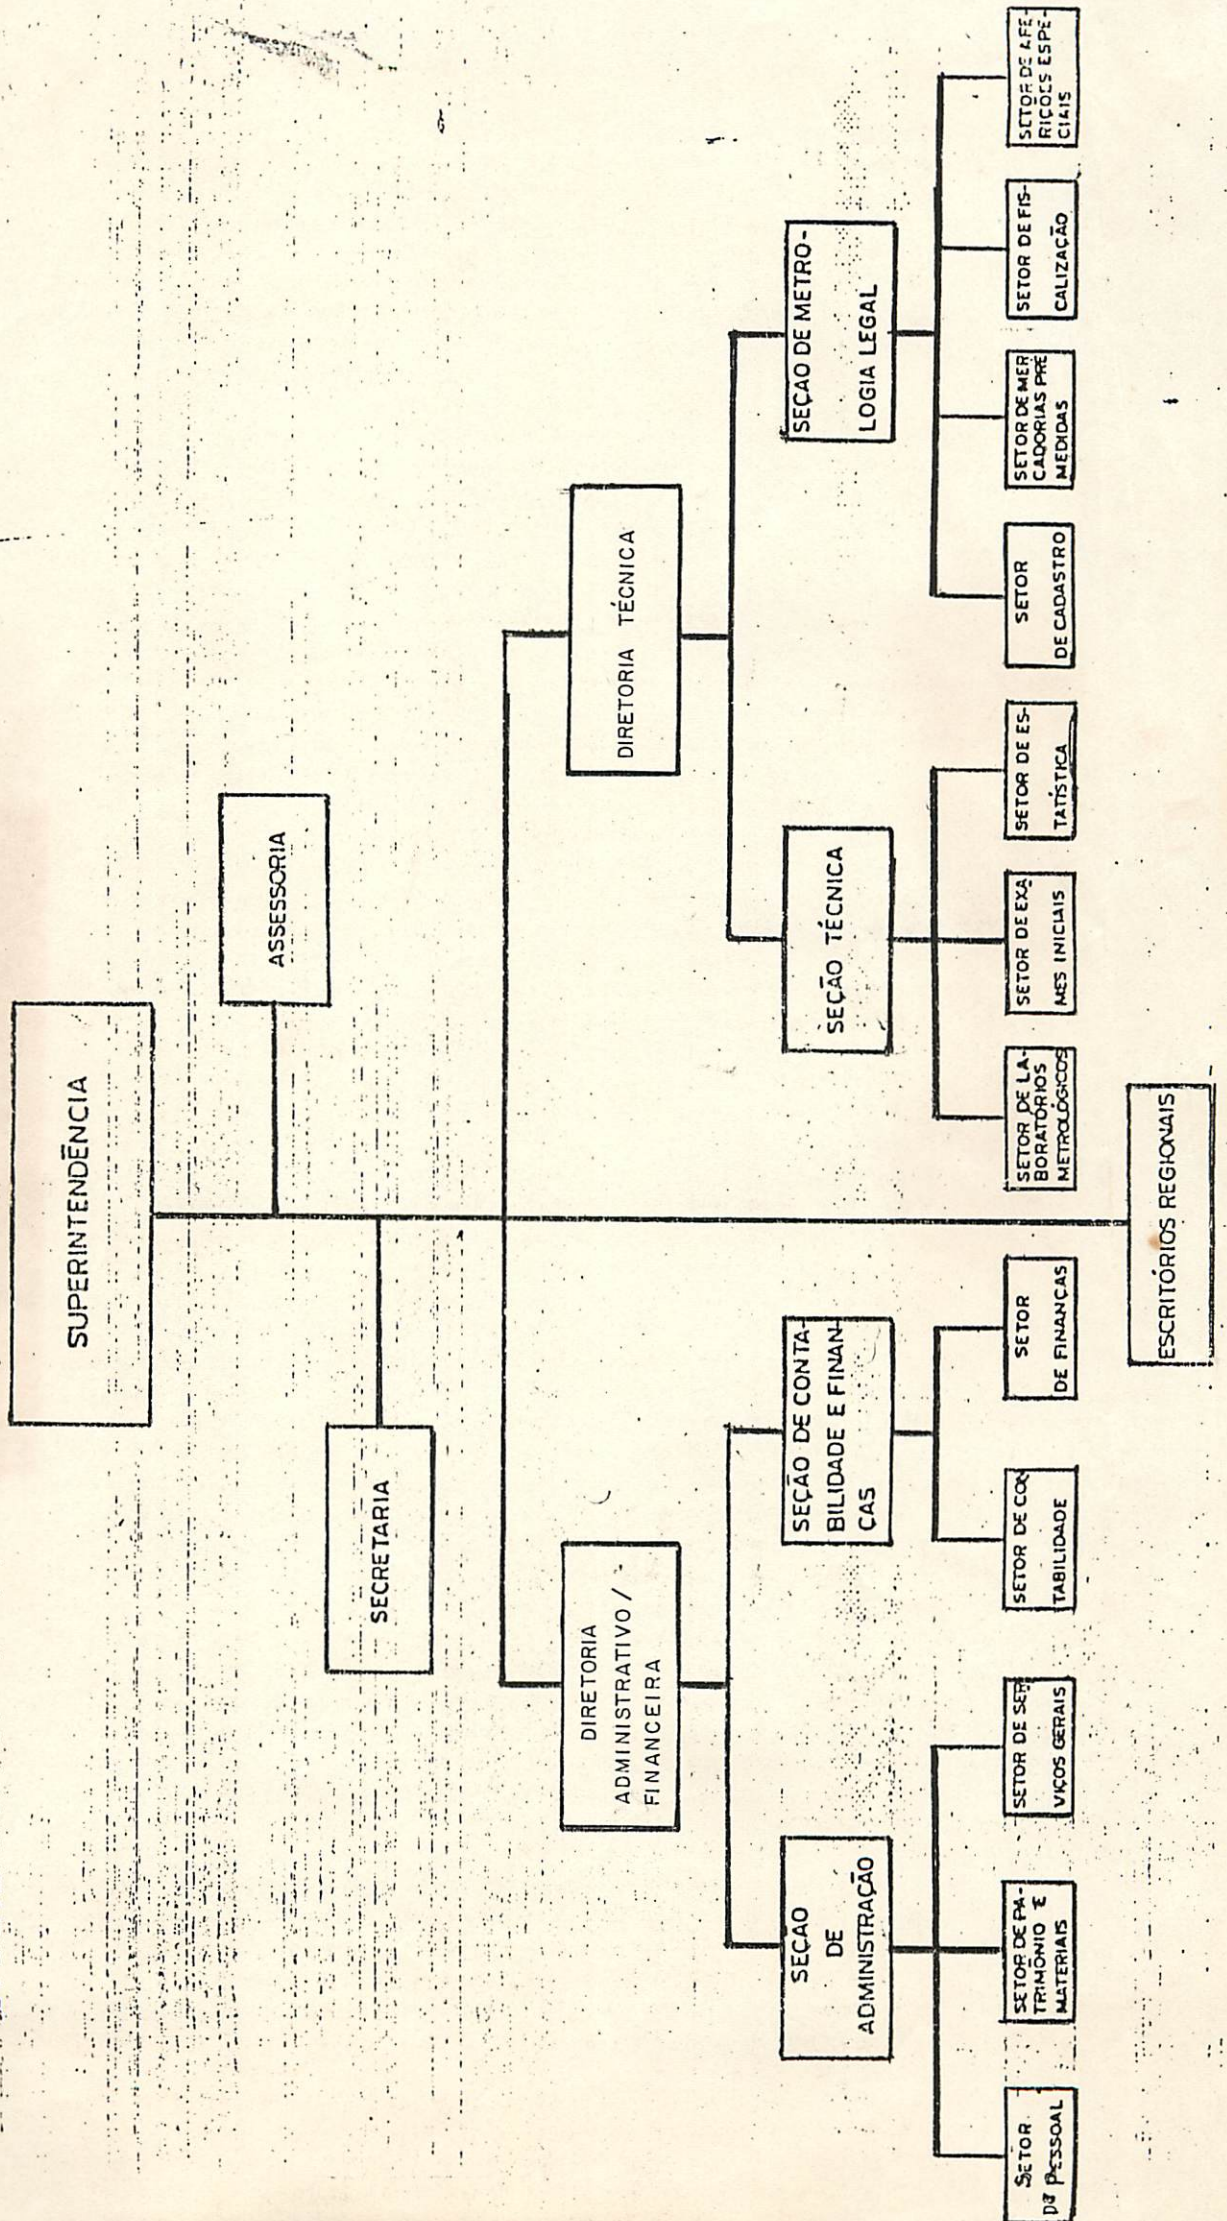 SUPERINTENDÊNCIA
ASSESSORIA
SECRETARIA
DIRETORIA
ADMINISTRATIVO /
FINANCEIRA
DIRETORIA TÉCNICA
SEÇÃO
DE
ADMINISTRAÇÃO
SEÇÃO DE CONTA-
BILIDADE E FINAN-
ÇAS
SEÇÃO TÉCNICA
SEÇÃO DE METRO-
LOGIA LEGAL
SETOR
DE PESSOAL
SETOR DE PA-
TRIMÔNIO E
MATERIAIS
SETOR DE SER
VIÇOS GERAIS
SETOR DE CON
TABILIDADE
SETOR
DE FINANÇAS
SETOR DE LA-
BORATÓRIOS
METROLÓGICOS
SETOR DE EXA
MES INICIAIS
SETOR DE ES-
TATÍSTICA
SETOR
DE CADASTRO
SETOR DE MER
CADORIAS PRÉ
MEDIDAS
SETOR DE FIS-
CALIZAÇÃO
SETOR DE AFE-
RIÇÕES ESPE-
CIAIS
ESCRITÓRIOS REGIONAIS